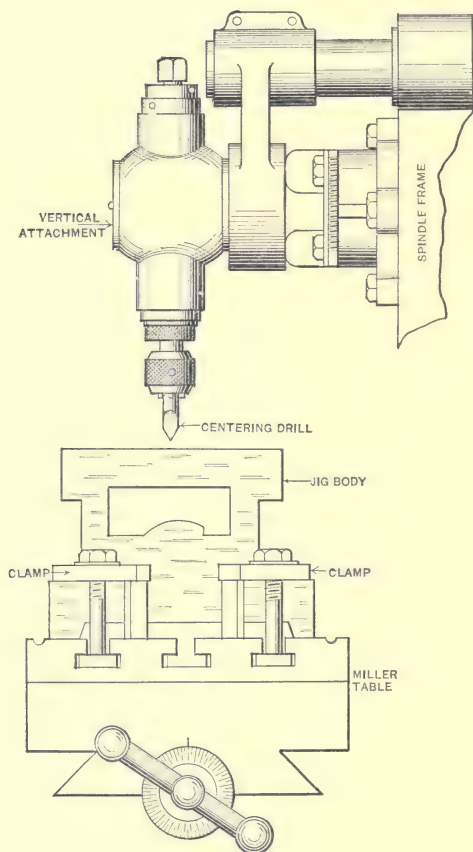 VERTICAL
ATTACHMENT
SPINDLE FRAME
CENTERING DRILL
JIG BODY
CLAMP
CLAMP
MILLER
TABLE